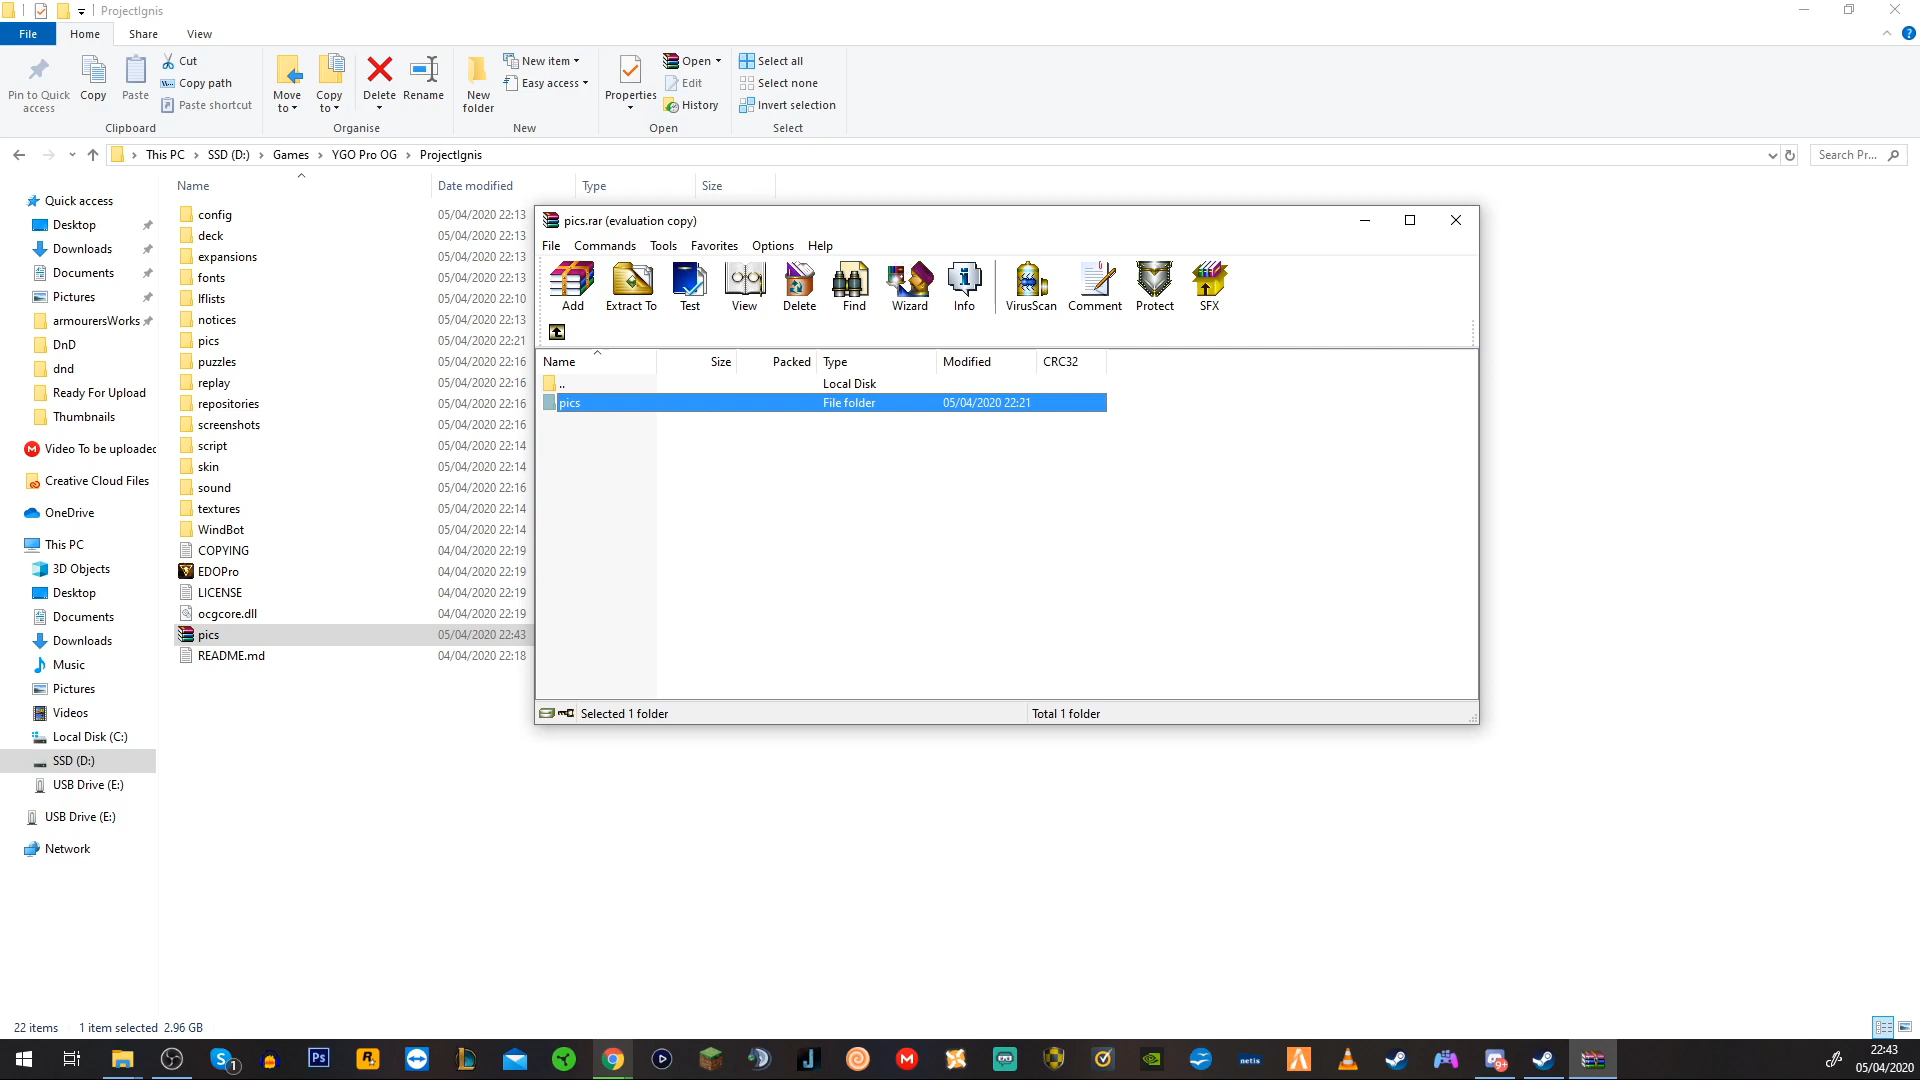 ProjectIgnis
File Home Share View
Pin to Quick access
Copy
Paste
Cut
Copy path
Paste shortcut
Clipboard
Move to
Copy to
Delete
Rename
Organise
New folder
New item
Easy access
New
Properties
Open
Edit
History
Open
Select all
Select none
Invert selection
Select
This PC > SSD (D:) > Games > YGO Pro OG > ProjectIgnis
Search Pr...
Quick access
Desktop
Downloads
Documents
Pictures
armourersWorks
DnD
dnd
Ready For Upload
Thumbnails
Video To be uploaded
Creative Cloud Files
OneDrive
This PC
3D Objects
Desktop
Documents
Downloads
Music
Pictures
Videos
Local Disk (C:)
SSD (D:)
USB Drive (E:)
USB Drive (E:)
Network
Name Date modified Type Size
config 05/04/2020 22:13
deck 05/04/2020 22:13
expansions 05/04/2020 22:13
fonts 05/04/2020 22:13
lflists 05/04/2020 22:10
notices 05/04/2020 22:13
pics 05/04/2020 22:21
puzzles 05/04/2020 22:16
replay 05/04/2020 22:16
repositories 05/04/2020 22:16
screenshots 05/04/2020 22:16
script 05/04/2020 22:14
skin 05/04/2020 22:14
sound 05/04/2020 22:16
textures 05/04/2020 22:14
WindBot 05/04/2020 22:14
COPYING 04/04/2020 22:19
EDOPro 04/04/2020 22:19
LICENSE 04/04/2020 22:19
ocgcore.dll 04/04/2020 22:19
pics 05/04/2020 22:43
README.md 04/04/2020 22:18
pics.rar (evaluation copy)
File Commands Tools Favorites Options Help
Add Extract To Test View Delete Find Wizard Info VirusScan Comment Protect SFX
Name Size Packed Type Modified CRC32
.. Local Disk
pics File folder 05/04/2020 22:21
Selected 1 folder Total 1 folder
22 items 1 item selected 2.96 GB
S 1 Ps R J M netis 9+
22:43
05/04/2020